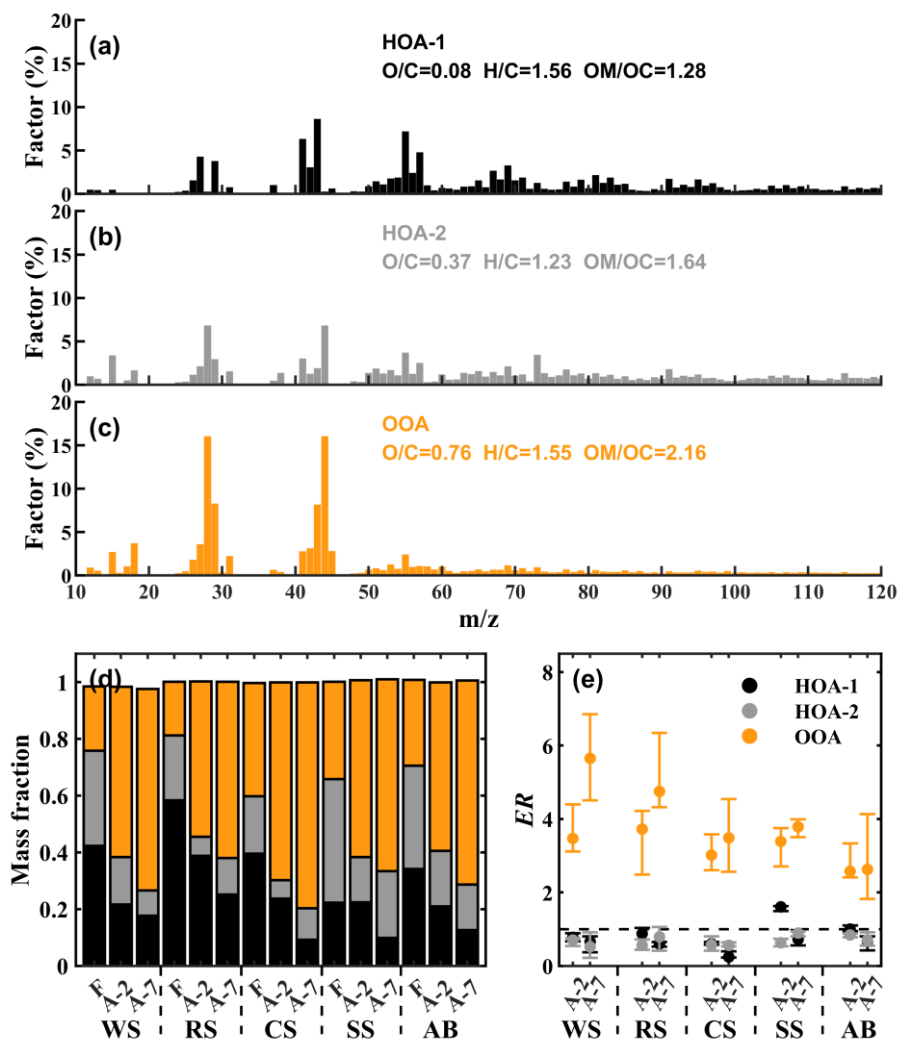 (a)
HOA-1
O/C=0.08 H/C=1.56 OM/OC=1.28
Factor (%)
20
15
10
5
0
(b)
HOA-2
O/C=0.37 H/C=1.23 OM/OC=1.64
Factor (%)
20
15
10
5
0
(c)
OOA
O/C=0.76 H/C=1.55 OM/OC=2.16
Factor (%)
20
15
10
5
0
10 20 30 40 50 60 70 80 90 100 110 120
m/z
(d)
Mass fraction
1
0.8
0.6
0.4
0.2
0
F A-2 A-7 F A-2 A-7 F A-2 A-7 F A-2 A-7 F A-2 A-7
WS RS CS SS AB
(e)
HOA-1
HOA-2
OOA
ER
8
6
4
2
0
A-2 A-7 A-2 A-7 A-2 A-7 A-2 A-7 A-2 A-7
WS RS CS SS AB